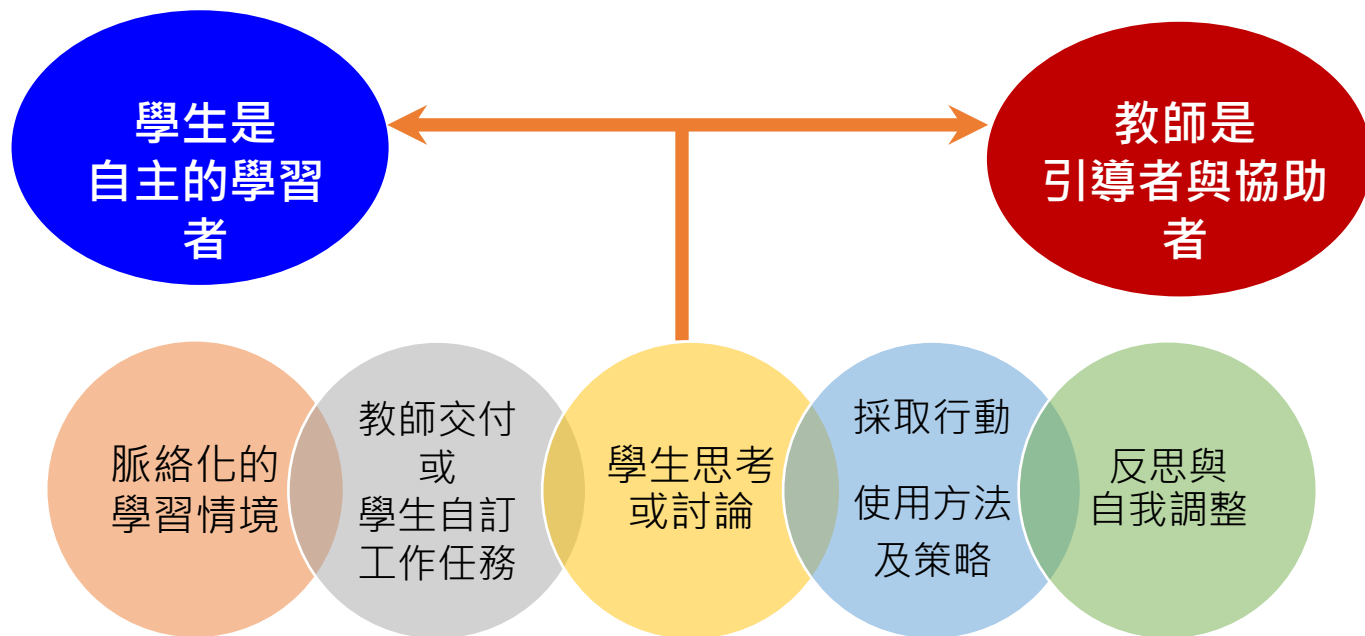 學生是
自主的學習
者
教師是
引導者與協助
者
脈絡化的
學習情境
教師交付
或
學生自訂
工作任務
學生思考
或討論
採取行動
使用方法
及策略
反思與
自我調整